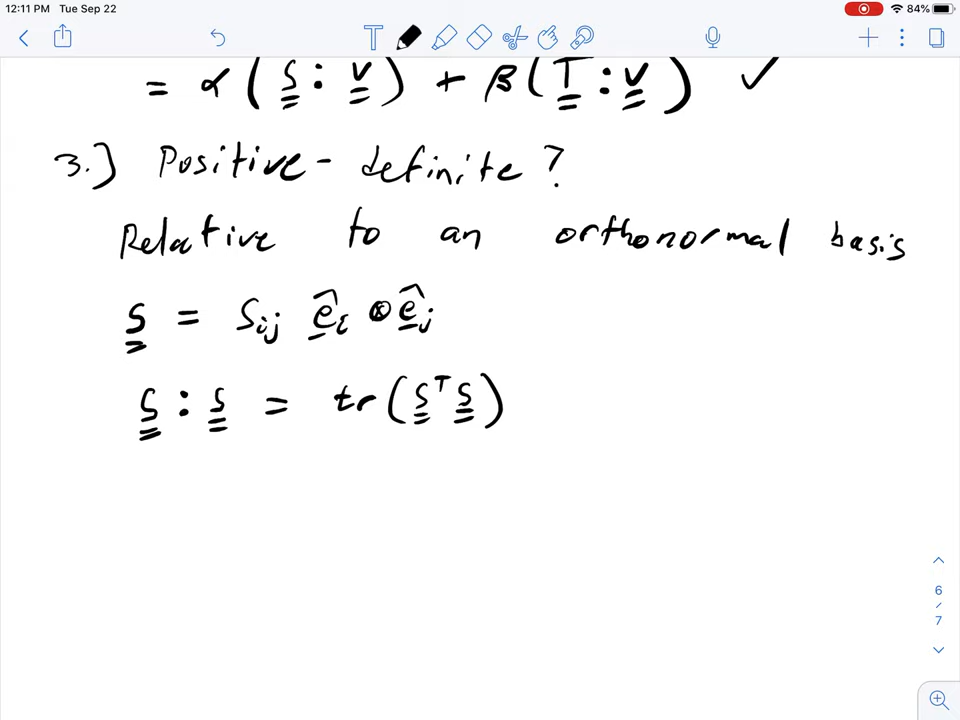 12:11 PM Tue Sep 22 84%
= α(S : V) + β(T : V) ✓
3.) Positive-definite?
Relative to an orthonormal basis
S = Sij êi ⊗ êj
S : S = tr(SᵀS)
T
6
/
7